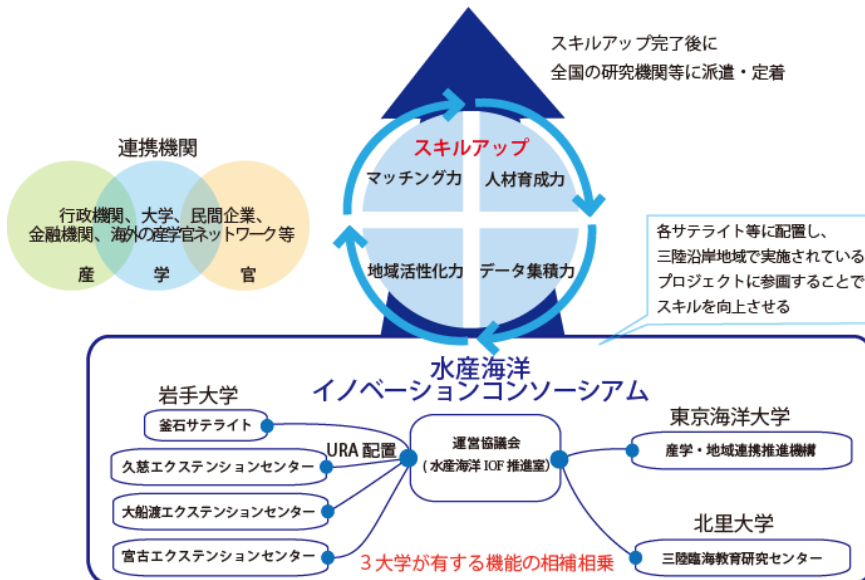 スキルアップ完了後に
全国の研究機関等に派遣・定着
連携機関
行政機関、大学、民間企業、
金融機関、海外の産学官ネットワーク等
産 学 官
スキルアップ
マッチング力
人材育成力
地域活性化力
データ集積力
各サテライト等に配置し、
三陸沿岸地域で実施されている
プロジェクトに参画することで
スキルを向上させる
水産海洋
イノベーションコンソーシアム
岩手大学
釜石サテライト
久慈エクステンションセンター
大船渡エクステンションセンター
宮古エクステンションセンター
URA 配置
運営協議会
( 水産海洋 IOF 推進室)
東京海洋大学
産学・地域連携推進機構
北里大学
三陸臨海教育研究センター
3大学が有する機能の相補相乗